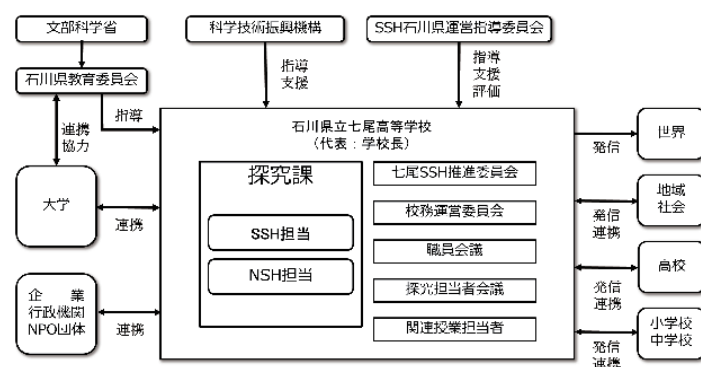 文部科学省
科学技術振興機構
SSH石川県運営指導委員会
石川県教育委員会
指導
支援
指導
支援
評価
連携
協力
指導
石川県立七尾高等学校
(代表:学校長)
世界
発信
大学
連携
探究課
SSH担当
NSH担当
七尾SSH推進委員会
校務運営委員会
職員会議
探究担当者会議
関連授業担当者
地域
社会
発信
連携
高校
発信
連携
企 業
行政機関
NPO団体
連携
小学校
中学校
発信
連携